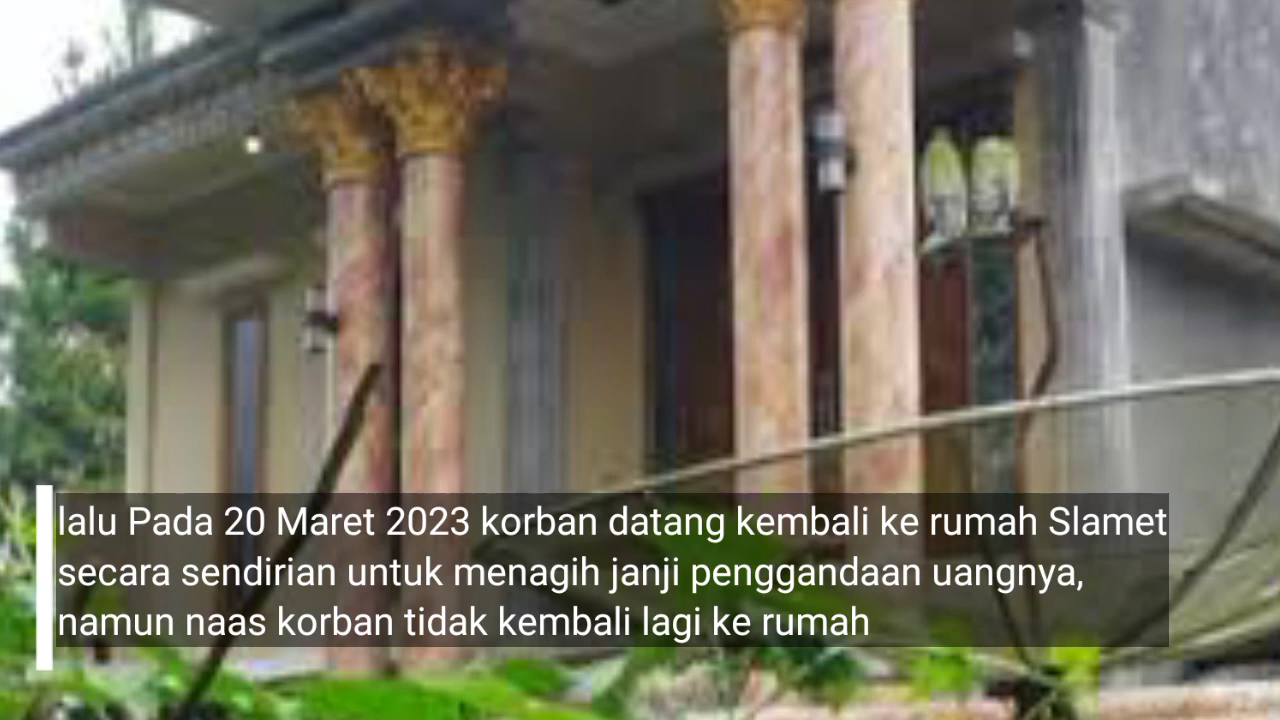 lalu Pada 20 Maret 2023 korban datang kembali ke rumah Slamet
secara sendirian untuk menagih janji penggandaan uangnya,
namun naas korban tidak kembali lagi ke rumah